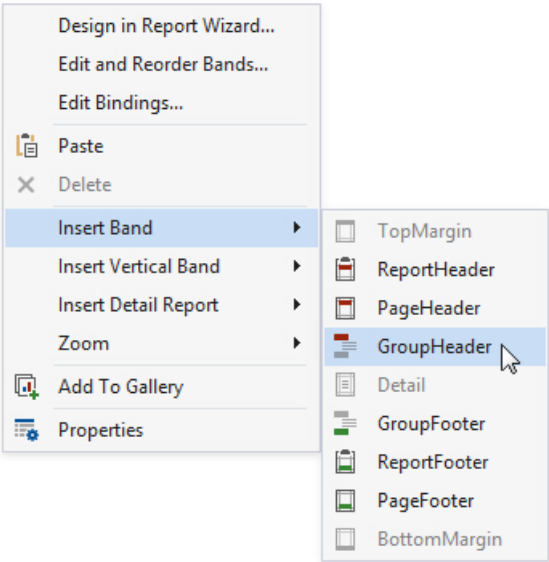 Design in Report Wizard...
Edit and Reorder Bands...
Edit Bindings...
Paste
Delete
Insert Band
Insert Vertical Band
Insert Detail Report
Zoom
Add To Gallery
Properties
TopMargin
ReportHeader
PageHeader
GroupHeader
Detail
GroupFooter
ReportFooter
PageFooter
BottomMargin